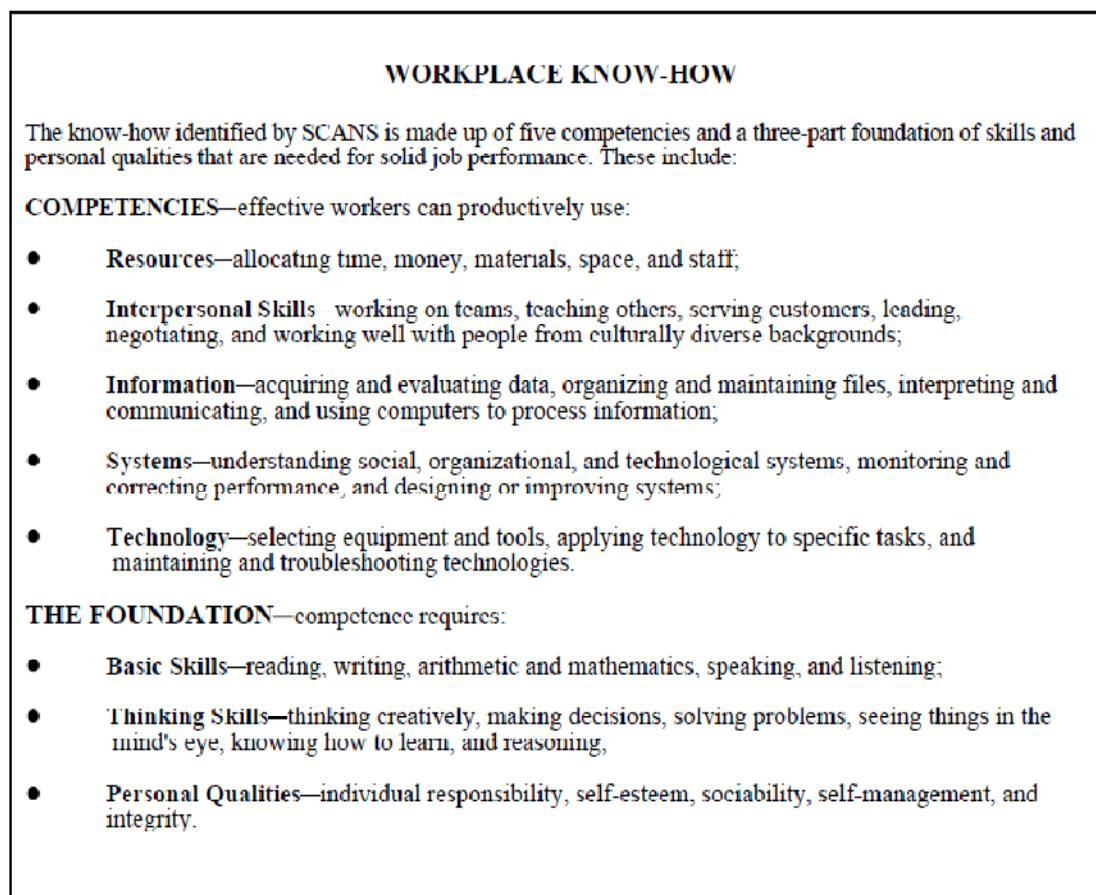 WORKPLACE KNOW-HOW
The know-how identified by SCANS is made up of five competencies and a three-part foundation of skills and
personal qualities that are needed for solid job performance. These include:
COMPETENCIES—effective workers can productively use:
● Resources—allocating time, money, materials, space, and staff;
● Interpersonal Skills—working on teams, teaching others, serving customers, leading,
negotiating, and working well with people from culturally diverse backgrounds;
● Information—acquiring and evaluating data, organizing and maintaining files, interpreting and
communicating, and using computers to process information;
● Systems—understanding social, organizational, and technological systems, monitoring and
correcting performance, and designing or improving systems;
● Technology—selecting equipment and tools, applying technology to specific tasks, and
maintaining and troubleshooting technologies.
THE FOUNDATION—competence requires:
● Basic Skills—reading, writing, arithmetic and mathematics, speaking, and listening;
● Thinking Skills—thinking creatively, making decisions, solving problems, seeing things in the
mind's eye, knowing how to learn, and reasoning;
● Personal Qualities—individual responsibility, self-esteem, sociability, self-management, and
integrity.